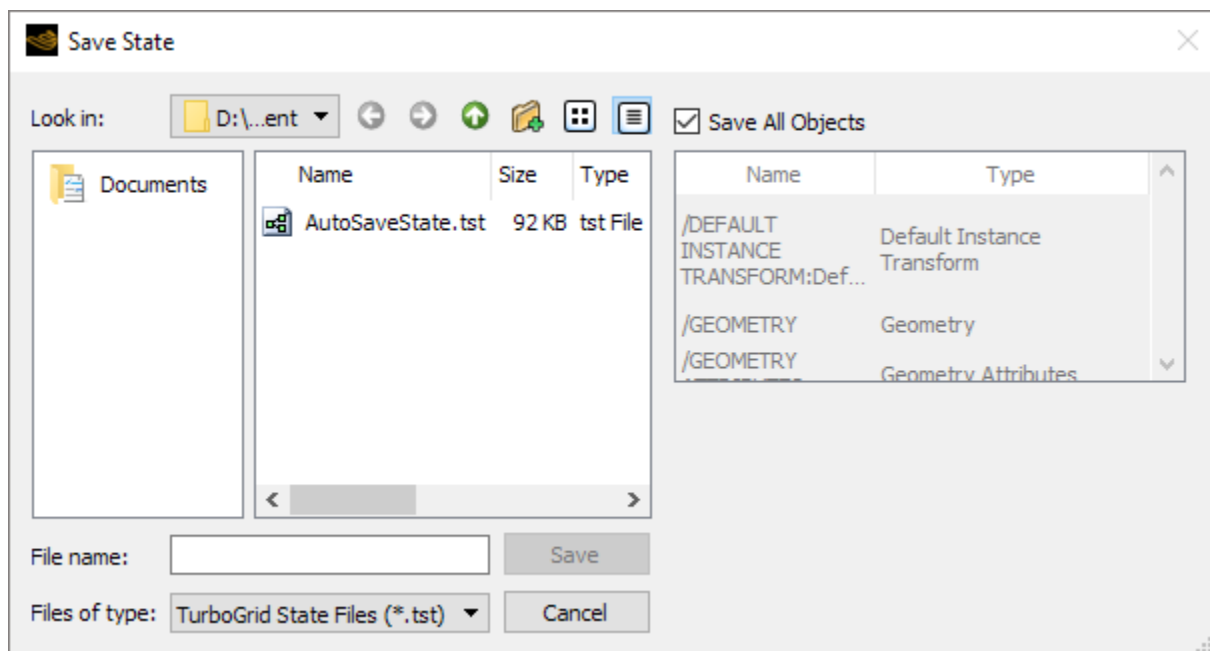 Save State
Look in:
D:\...ent
Save All Objects
Documents
Name Size Type
AutoSaveState.tst 92 KB tst File
Name Type
/DEFAULT
INSTANCE
TRANSFORM:Def...
Default Instance
Transform
/GEOMETRY Geometry
/GEOMETRY
Geometry Attributes
File name:
Save
Files of type: TurboGrid State Files (*.tst)
Cancel